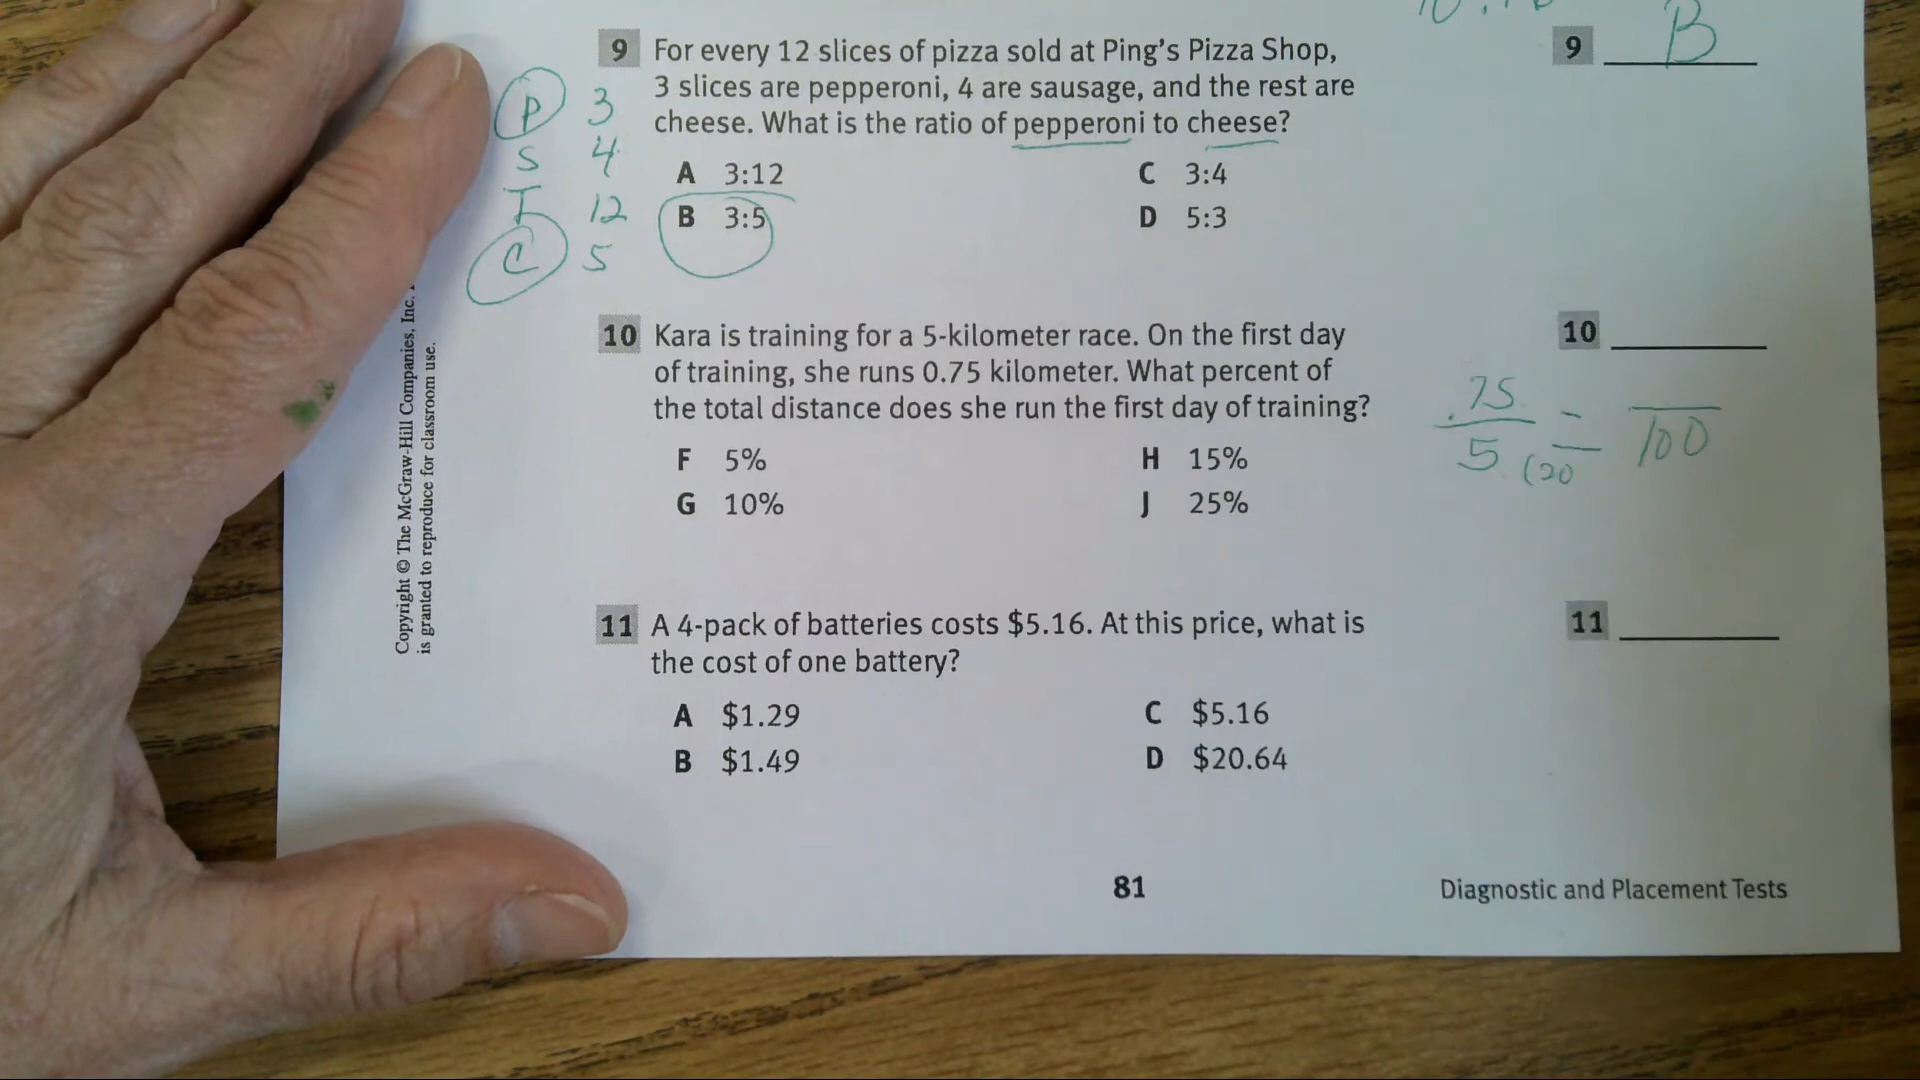 9 For every 12 slices of pizza sold at Ping's Pizza Shop,
3 slices are pepperoni, 4 are sausage, and the rest are
cheese. What is the ratio of pepperoni to cheese?
A 3:12 C 3:4
B 3:5 D 5:3
P 3
S 4
T 12
C 5
9 B
10 Kara is training for a 5-kilometer race. On the first day
of training, she runs 0.75 kilometer. What percent of
the total distance does she run the first day of training?
F 5% H 15%
G 10% J 25%
10
.75
5 (20 = 100
11 A 4-pack of batteries costs $5.16. At this price, what is
the cost of one battery?
A $1.29 C $5.16
B $1.49 D $20.64
11
Copyright © The McGraw-Hill Companies, Inc.
is granted to reproduce for classroom use.
81
Diagnostic and Placement Tests